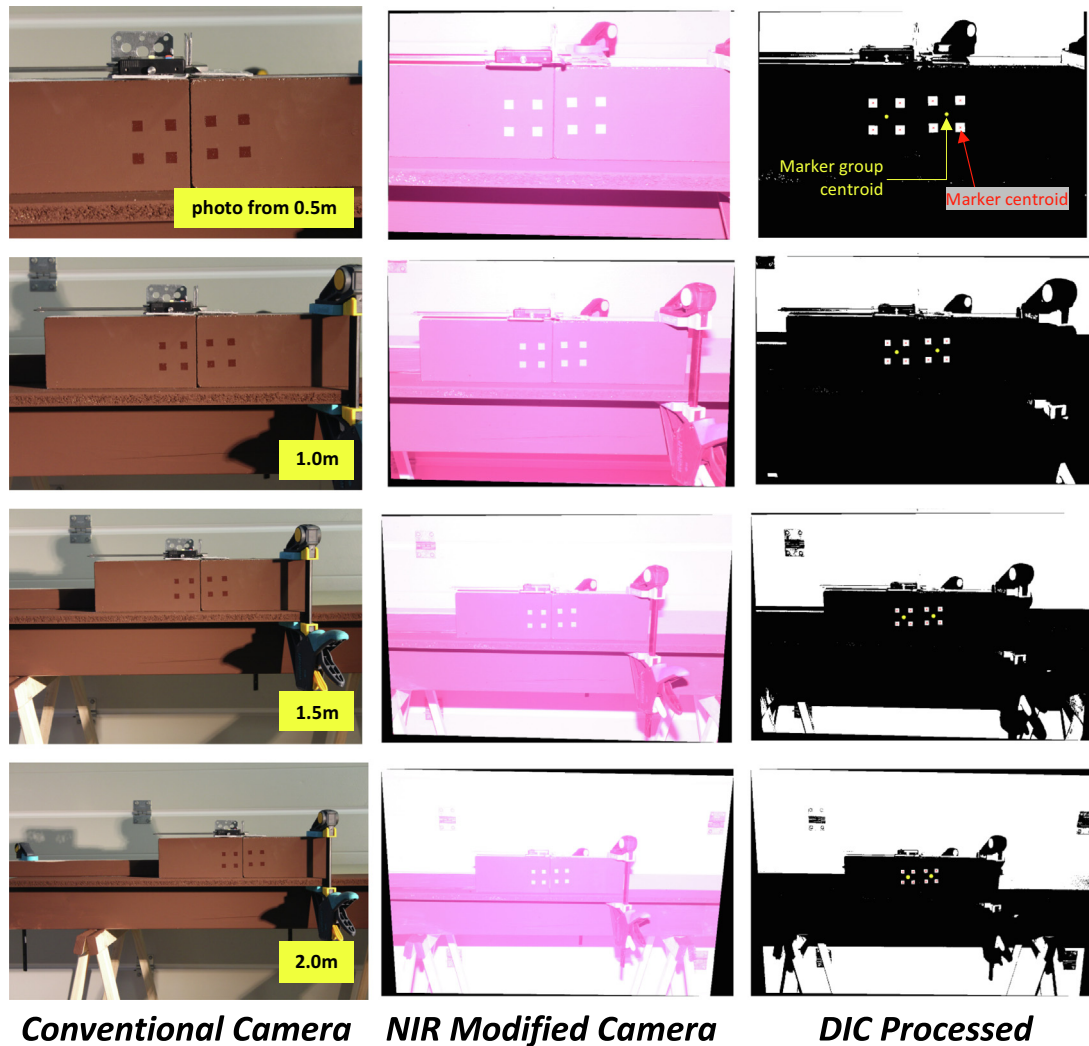 Marker group
centroid
Marker centroid
photo from 0.5m
1.0m
1.5m
2.0m
Conventional Camera
NIR Modified Camera
DIC Processed